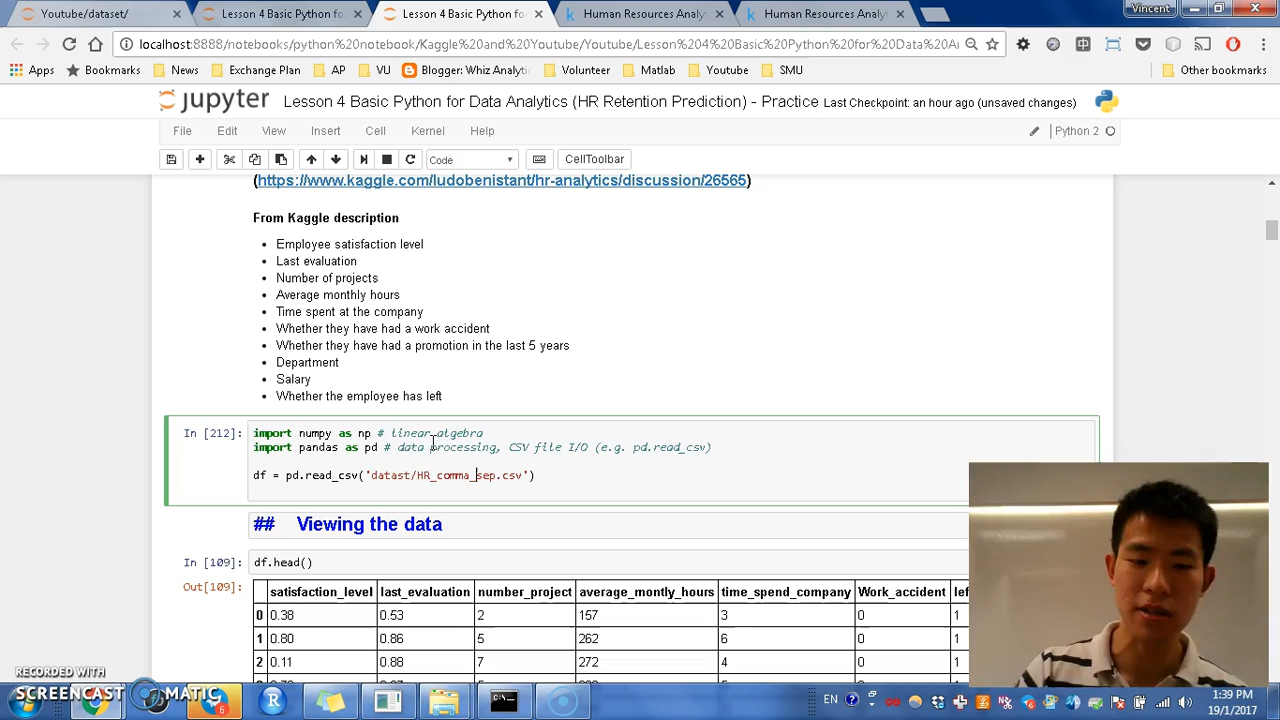 Youtube/dataset/
Lesson 4 Basic Python fo
Lesson 4 Basic Python fo
Human Resources Analy
Human Resources Analy
Vincent
localhost:8888/notebooks/python%20notebook/Kaggle%20and%20Youtube/Youtube/Lesson%204%20Basic%20Python%20for%20Data%20A
Apps
Bookmarks
News
Exchange Plan
AP
VU
Blogger: Whiz Analytic
Volunteer
Matlab
Youtube
SMU
Other bookmarks
jupyter
Lesson 4 Basic Python for Data Analytics (HR Retention Prediction) - Practice Last Checkpoint: an hour ago (unsaved changes)
File Edit View Insert Cell Kernel Help
Python 2
Code
CellToolbar
(https://www.kaggle.com/ludobenistant/hr-analytics/discussion/26565)
From Kaggle description
Employee satisfaction level
Last evaluation
Number of projects
Average monthly hours
Time spent at the company
Whether they have had a work accident
Whether they have had a promotion in the last 5 years
Department
Salary
Whether the employee has left
In [212]:
import numpy as np # linear algebra
import pandas as pd # data processing, CSV file I/O (e.g. pd.read_csv)
df = pd.read_csv('datast/HR_comma_sep.csv')
## Viewing the data
In [109]:
df.head()
Out[109]:
satisfaction_level last_evaluation number_project average_montly_hours time_spend_company Work_accident lef
0 0.38 0.53 2 157 3 0 1
1 0.80 0.86 5 262 6 0 1
2 0.11 0.88 7 272 4 0 1
RECORDED WITH
SCREENCAST MATIC
EN
1:39 PM
19/1/2017